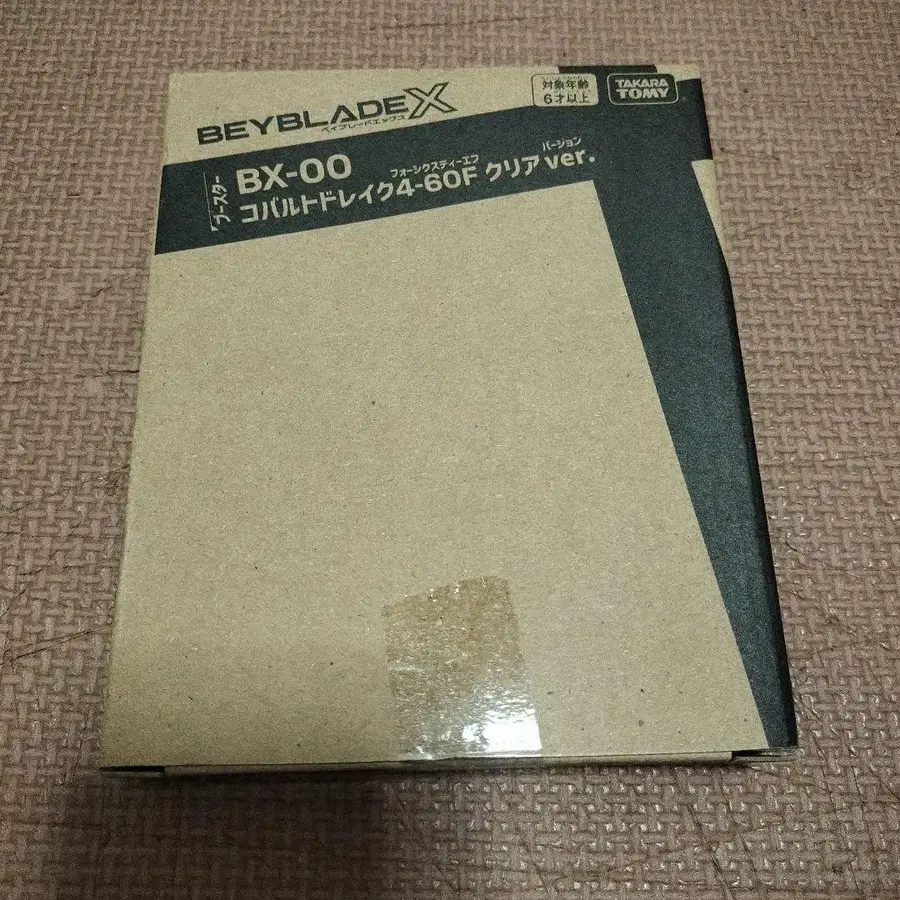 BEYBLADE X
ベイブレードエックス
対象年齢
6才以上
TAKARA
TOMY
ブースター
BX-00
フォーシクスティーエフ
バージョン
コバルトドレイク4-60F クリアver.